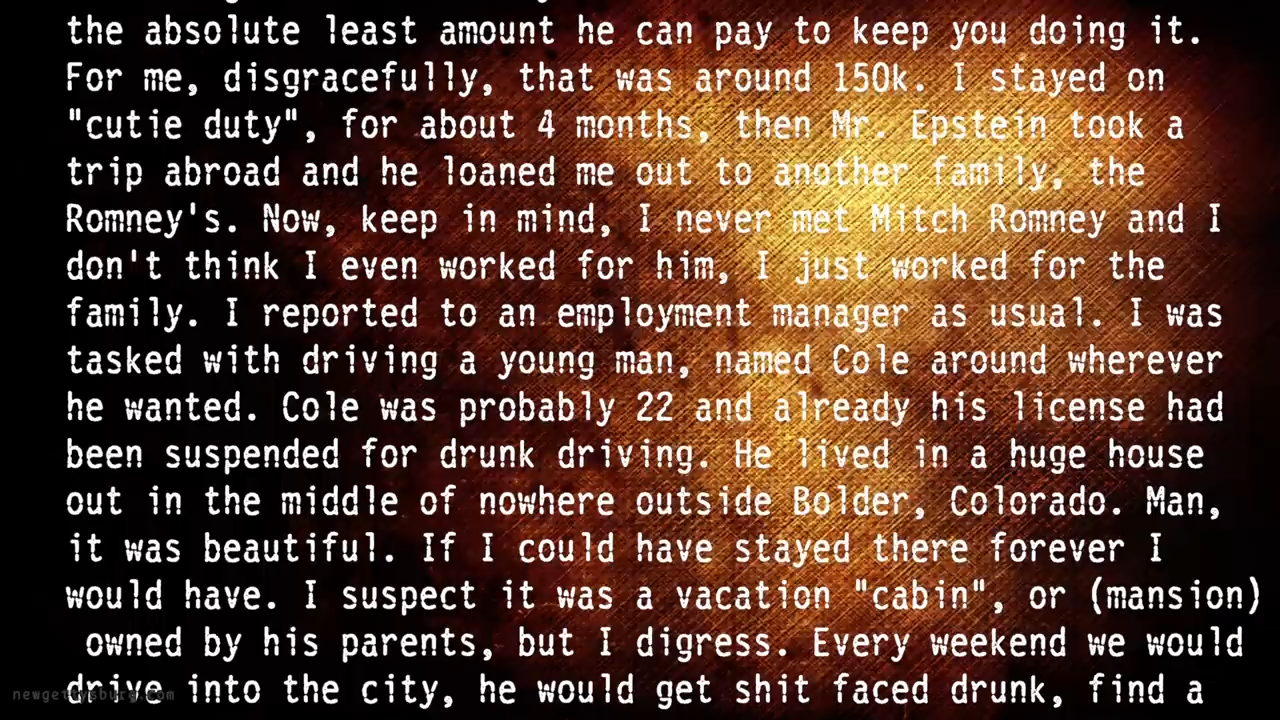 the absolute least amount he can pay to keep you doing it.
For me, disgracefully, that was around 150k. I stayed on
"cutie duty", for about 4 months, then Mr. Epstein took a
trip abroad and he loaned me out to another family, the
Romney's. Now, keep in mind, I never met Mitch Romney and I
don't think I even worked for him, I just worked for the
family. I reported to an employment manager as usual. I was
tasked with driving a young man, named Cole around wherever
he wanted. Cole was probably 22 and already his license had
been suspended for drunk driving. He lived in a huge house
out in the middle of nowhere outside Bolder, Colorado. Man,
it was beautiful. If I could have stayed there forever I
would have. I suspect it was a vacation "cabin", or (mansion)
owned by his parents, but I digress. Every weekend we would
drive into the city, he would get shit faced drunk, find a
newgettysburg.com